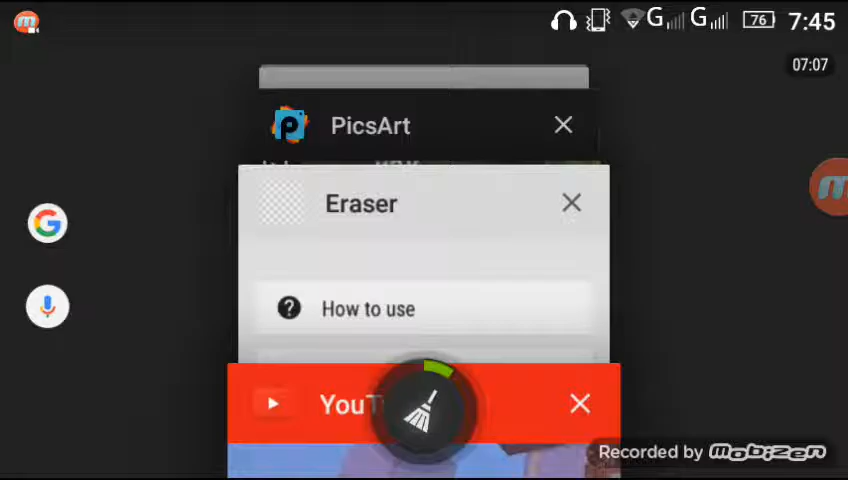 G G 76 7:45
07:07
PicsArt
Eraser
How to use
YouT
Recorded by mobizen